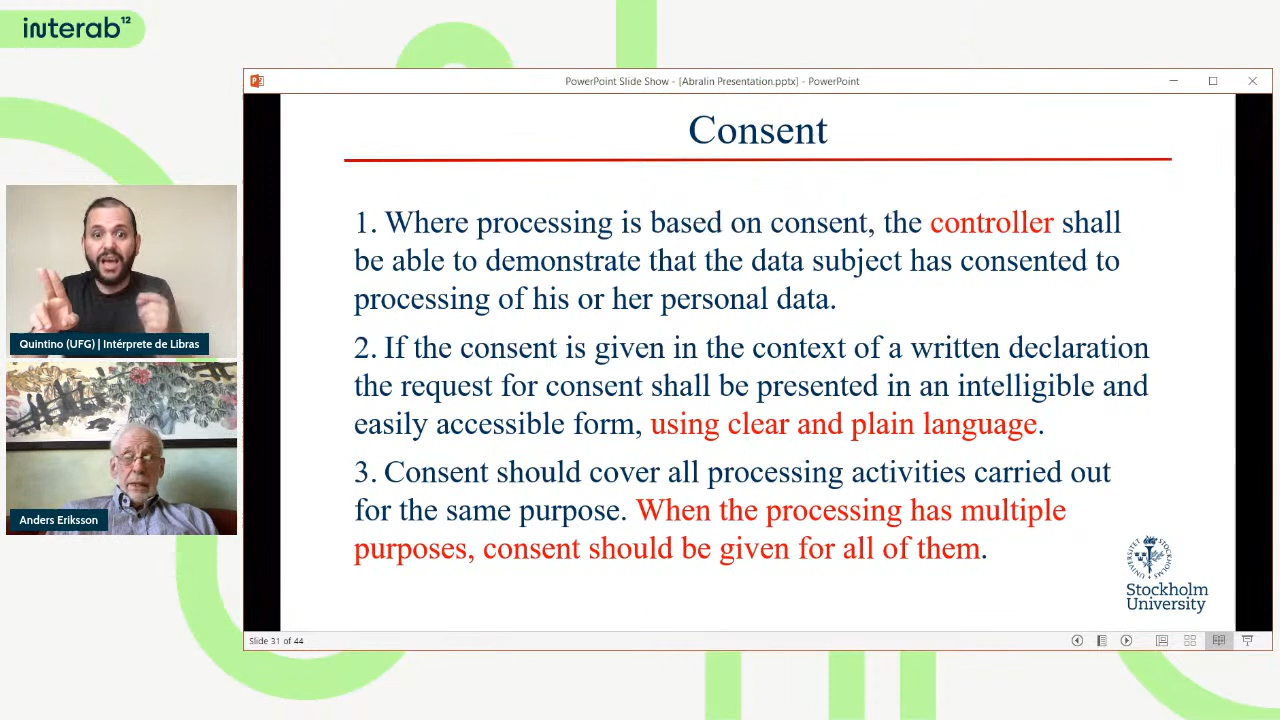 interab¹²
PowerPoint Slide Show - [Abralin Presentation.pptx] - PowerPoint
Consent
1. Where processing is based on consent, the controller shall
be able to demonstrate that the data subject has consented to
processing of his or her personal data.
2. If the consent is given in the context of a written declaration
the request for consent shall be presented in an intelligible and
easily accessible form, using clear and plain language.
3. Consent should cover all processing activities carried out
for the same purpose. When the processing has multiple
purposes, consent should be given for all of them.
Stockholm
University
Slide 31 of 44
Quintino (UFG) | Intérprete de Libras
Anders Eriksson